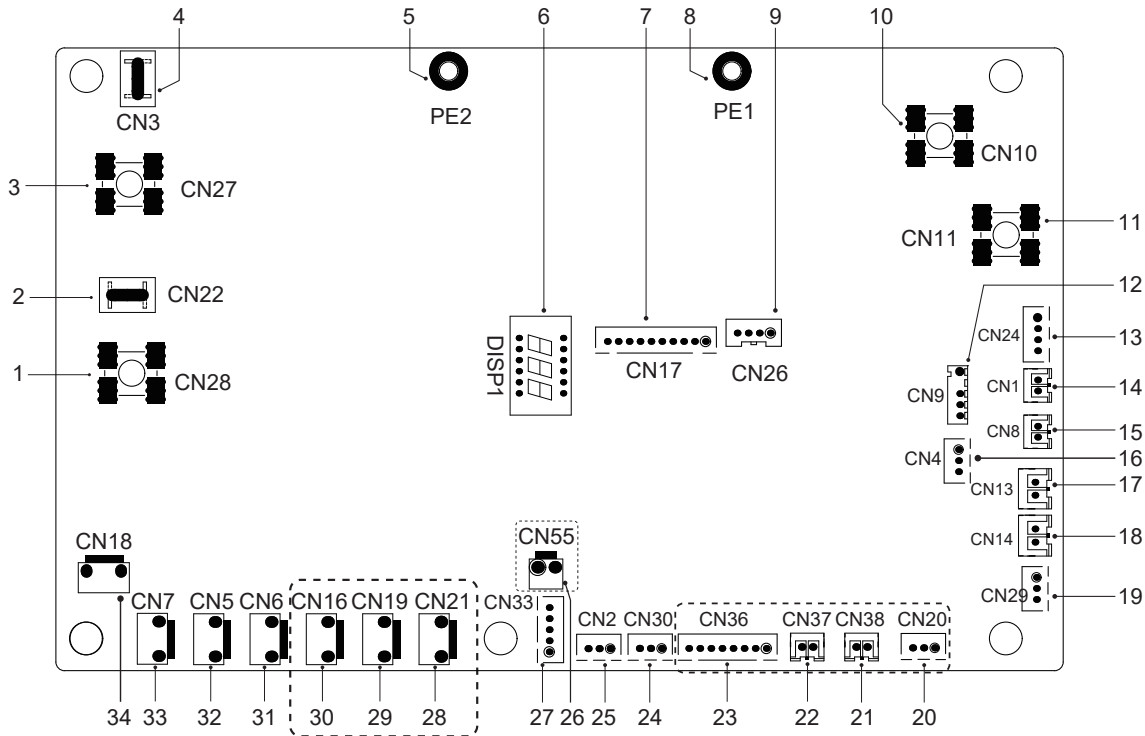 4 5 6 7 8 9 10
CN3
PE2
PE1
CN10
3
CN27
CN11
11
2
CN22
12
DISP1
CN17
CN26
CN24
13
1
CN28
CN9
CN1
14
CN8
15
CN4
16
CN13
17
CN14
18
CN29
19
CN18
CN55
CN7 CN5 CN6 CN16 CN19 CN21
CN33 CN2 CN30 CN36 CN37 CN38 CN20
34 33 32 31 30 29 28 27 26 25 24 23 22 21 20